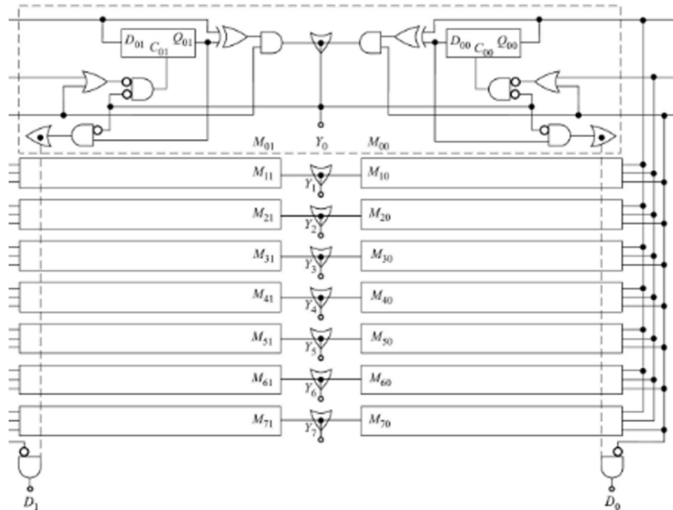 D₀₁ C₀₁ Q₀₁ D₀₀ C₀₀ Q₀₀
M₀₁ Y₀ M₀₀
M₁₁ Y₁ M₁₀
M₂₁ Y₂ M₂₀
M₃₁ Y₃ M₃₀
M₄₁ Y₄ M₄₀
M₅₁ Y₅ M₅₀
M₆₁ Y₆ M₆₀
M₇₁ Y₇ M₇₀
D₁ D₀